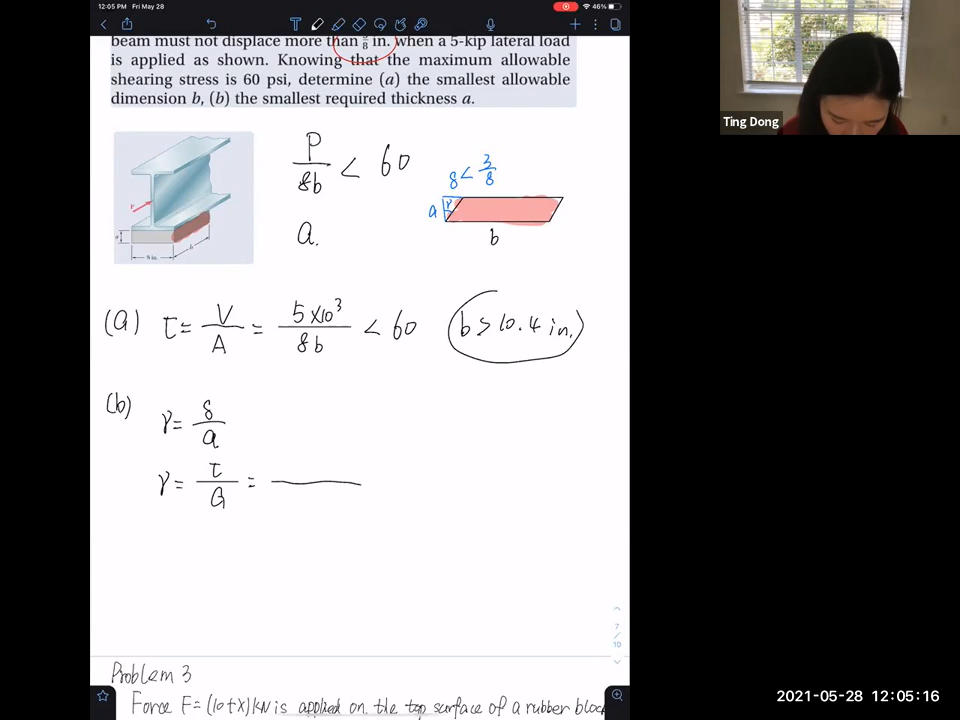 12:05 PM Fri May 28
46%
beam must not displace more than 3/8 in. when a 5-kip lateral load
is applied as shown. Knowing that the maximum allowable
shearing stress is 60 psi, determine (a) the smallest allowable
dimension b, (b) the smallest required thickness a.
P/8b < 60
a.
P
a
b
8 in.
δ < 3/8
a
γ
b
(a) τ = V/A = 5×10³/8b < 60 b > 10.4 in.
(b) γ = δ/a
γ = τ/G =
7/10
Problem 3
Force F=(10+X)kN is applied on the top surface of a rubber block
Ting Dong
2021-05-28 12:05:16